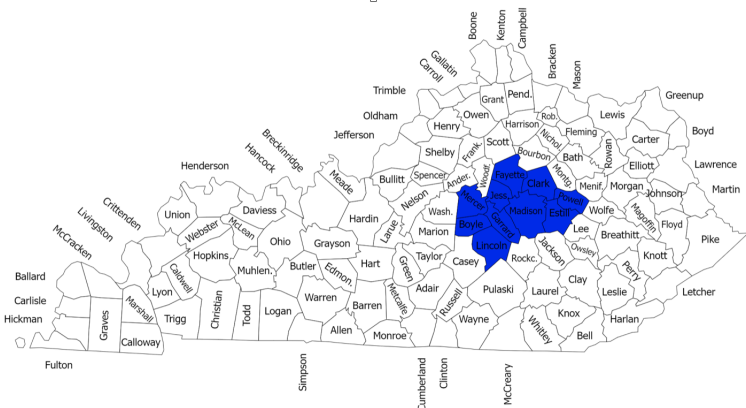 Boone
Kenton
Campbell
Bracken
Mason
Gallatin
Carroll
Trimble
Oldham
Jefferson
Breckinridge
Hancock
Henderson
Crittenden
Livingston
McCracken
Ballard
Carlisle
Hickman
Fulton
Grant
Pend.
Owen
Henry
Harrison
Rob.
Lewis
Greenup
Boyd
Lawrence
Martin
Fleming
Carter
Nichol.
Scott
Frank.
Shelby
Bourbon
Bath
Rowan
Elliott
Meade
Bullitt
Spencer
Ander.
Woodf.
Fayette
Clark
Montg.
Menif.
Morgan
Johnson
Magoffin
Floyd
Pike
Union
Webster
McLean
Daviess
Hardin
Nelson
Larue
Wash.
Mercer
Jess.
Madison
Estill
Powell
Wolfe
Lee
Breathitt
Knott
Letcher
Perry
Owsley
Jackson
Garrard
Boyle
Lincoln
Marion
Casey
Taylor
Green
Hart
Grayson
Ohio
Hopkins.
Muhlen.
Butler
Edmon.
Warren
Barren
Metcalfe
Adair
Russell
Pulaski
Rockc.
Laurel
Clay
Leslie
Harlan
Knox
Bell
Whitley
Wayne
McCreary
Clinton
Cumberland
Monroe
Allen
Simpson
Logan
Todd
Christian
Trigg
Caldwell
Lyon
Marshall
Calloway
Graves